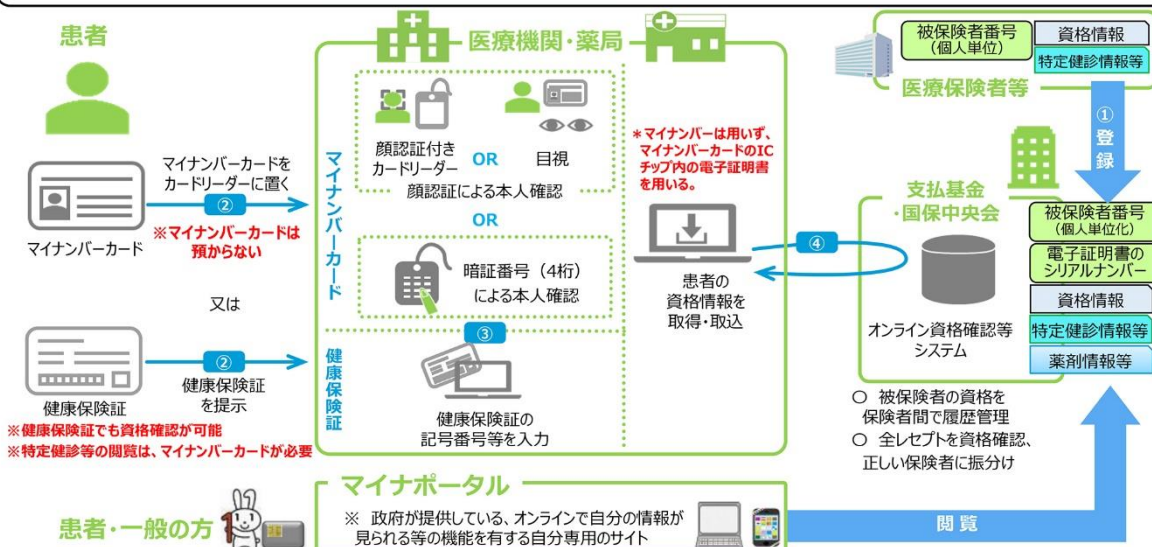 患者
医療機関・薬局
被保険者番号
（個人単位）
資格情報
特定健診情報等
医療保険者等
①
登
録
マイナンバーカードを
カードリーダーに置く
②
※マイナンバーカードは
預からない
マイナンバーカード
又は
②
健康保険証
を提示
健康保険証
※健康保険証でも資格確認が可能
※特定健診等の閲覧は、マイナンバーカードが必要
マイナンバーカード
顔認証付き
カードリーダー
OR
目視
顔認証による本人確認
OR
暗証番号（4桁）
による本人確認
③
健康保険証
健康保険証の
記号番号等を入力
＊マイナンバーは用いず、
マイナンバーカードのIC
チップ内の電子証明書
を用いる。
患者の
資格情報を
取得・取込
④
支払基金
・国保中央会
オンライン資格確認等
システム
被保険者番号
（個人単位化）
電子証明書の
シリアルナンバー
資格情報
特定健診情報等
薬剤情報等
○ 被保険者の資格を
保険者間で履歴管理
○ 全レセプトを資格確認、
正しい保険者に振分け
患者・一般の方
マイナポータル
※ 政府が提供している、オンラインで自分の情報が
見られる等の機能を有する自分専用のサイト
閲覧